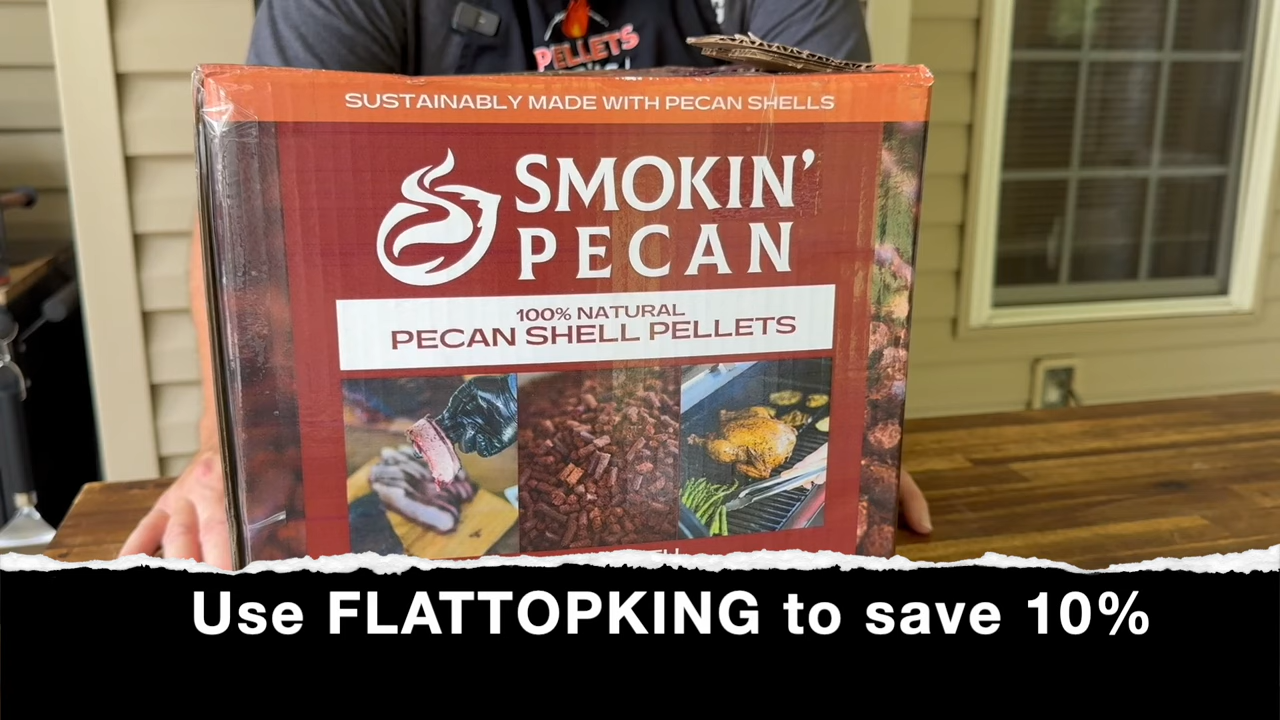 PELLETS
SUSTAINABLY MADE WITH PECAN SHELLS
SMOKIN'
PECAN
100% NATURAL
PECAN SHELL PELLETS
Use FLATTOPKING to save 10%